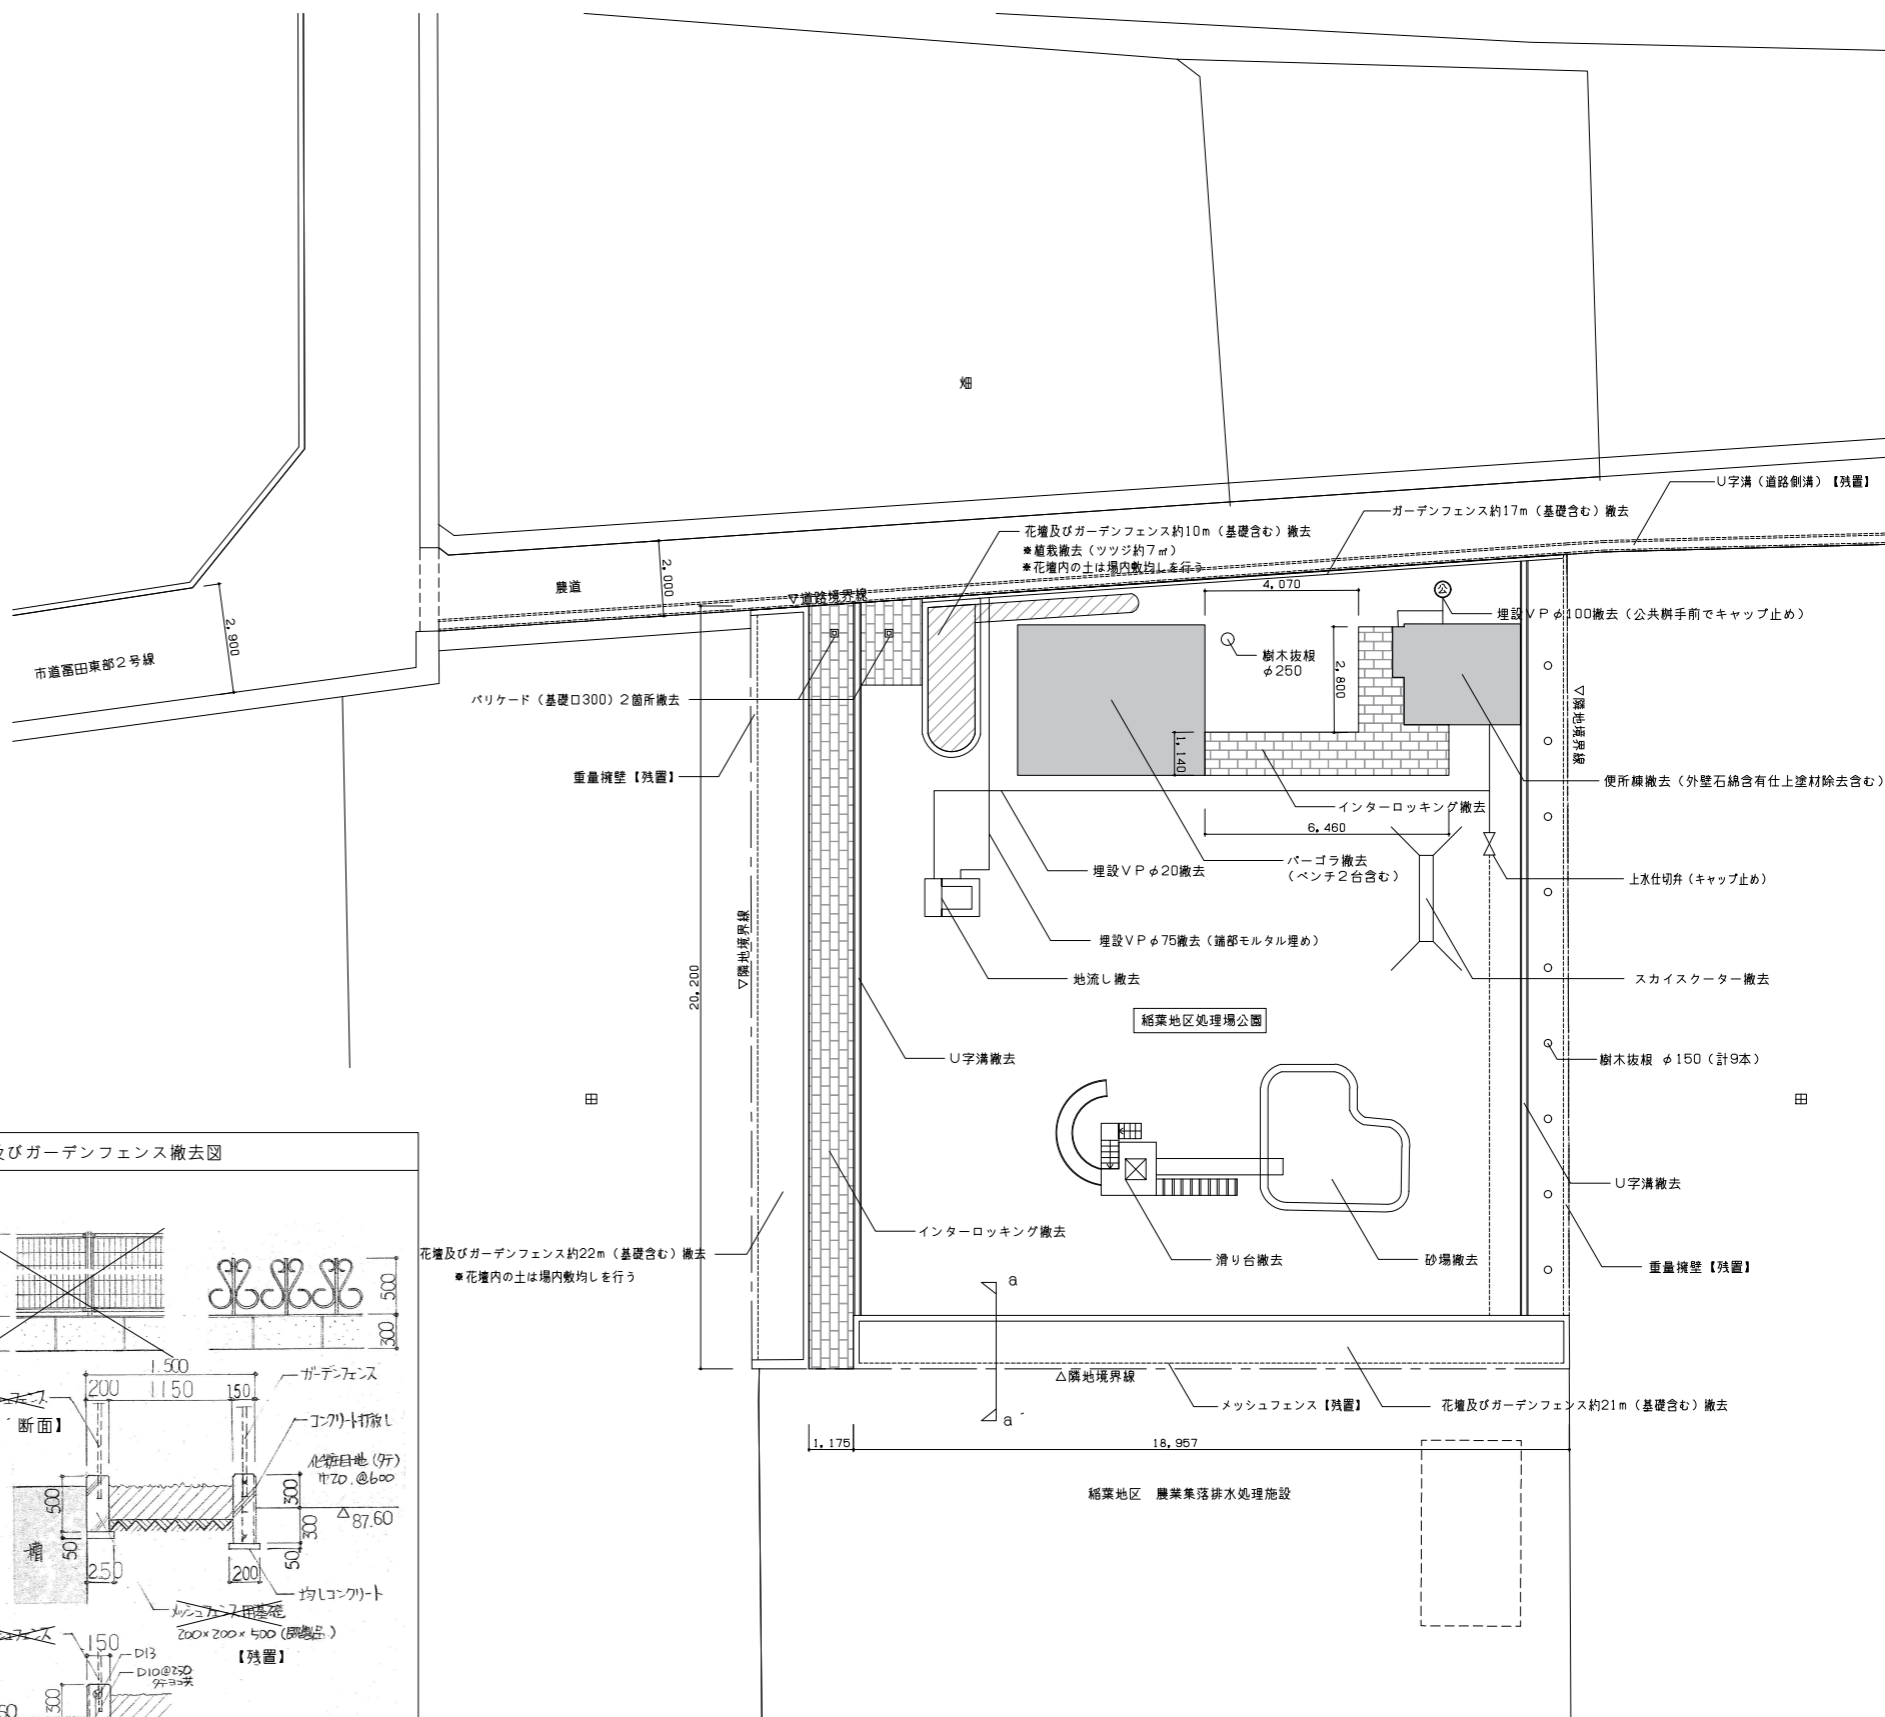 畑
U字溝(道路側溝)【残置】
ガーデンフェンス約17m(基礎含む)撤去
花壇及びガーデンフェンス約10m(基礎含む)撤去
※植栽撤去(ツツジ約7㎡)
※花壇内の土は場内敷均しを行う
農道
2,000
▽道路境界線
4,070
公
埋設VPφ100撤去(公共桝手前でキャップ止め)
2,900
市道冨田東部2号線
樹木抜根
φ250
2,800
バリケード(基礎口300)2箇所撤去
▽隣地境界線
1,140
重量擁壁【残置】
便所棟撤去(外壁石綿含有仕上塗材除去含む)
インターロッキング撤去
6,460
埋設VPφ20撤去
パーゴラ撤去
(ベンチ2台含む)
上水仕切弁(キャップ止め)
▽隣地境界線
埋設VPφ75撤去(端部モルタル埋め)
20,200
地流し撤去
スカイスクーター撤去
稲葉地区処理場公園
U字溝撤去
樹木抜根 φ150(計9本)
田
田
及びガーデンフェンス撤去図
U字溝撤去
インターロッキング撤去
花壇及びガーデンフェンス約22m(基礎含む)撤去
※花壇内の土は場内敷均しを行う
滑り台撤去
砂場撤去
重量擁壁【残置】
a
500
300
1,500
200
1150
150
ガーデンフェンス
△隣地境界線
a´
メッシュフェンス【残置】
花壇及びガーデンフェンス約21m(基礎含む)撤去
´断面】
コンクリート打放し
1,175
18,957
化粧目地(タテ)
巾20.@600
500
300
△87.60
300
稲葉地区 農業集落排水処理施設
50
50
250
200
均しコンクリート
メッシュフェンス用基礎
200×200×500
【残置】
150
D13
D10@250
300
60